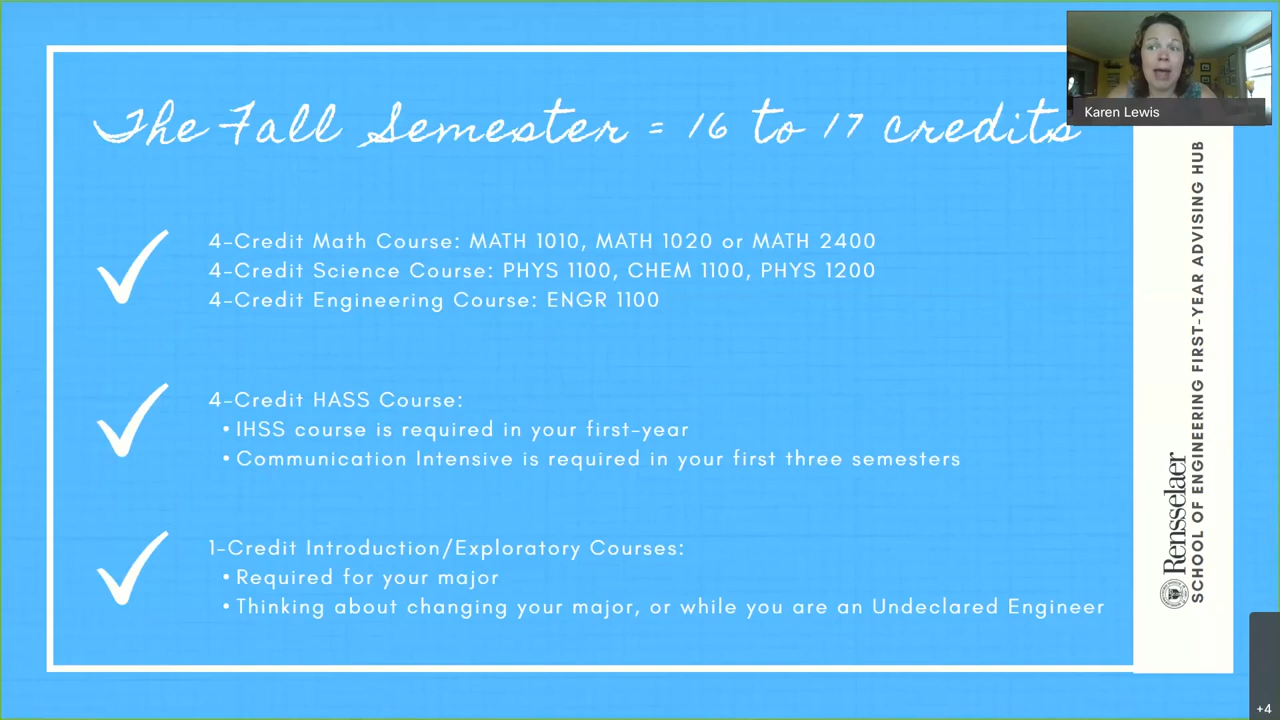 Karen Lewis
The Fall Semester = 16 to 17 credits
4-Credit Math Course: MATH 1010, MATH 1020 or MATH 2400
4-Credit Science Course: PHYS 1100, CHEM 1100, PHYS 1200
4-Credit Engineering Course: ENGR 1100
4-Credit HASS Course:
• IHSS course is required in your first-year
• Communication Intensive is required in your first three semesters
1-Credit Introduction/Exploratory Courses:
• Required for your major
• Thinking about changing your major, or while you are an Undeclared Engineer
Rensselaer
SCHOOL OF ENGINEERING FIRST-YEAR ADVISING HUB
+4